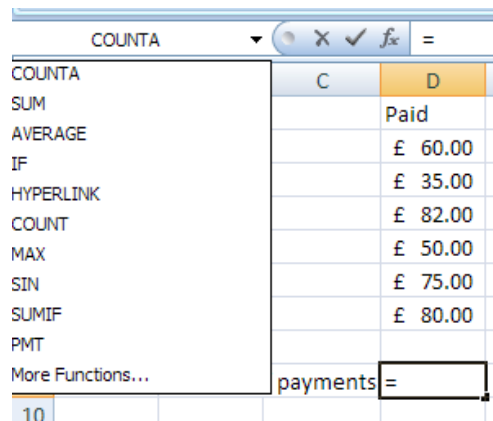 COUNTA fx =
COUNTA
SUM
AVERAGE
IF
HYPERLINK
COUNT
MAX
SIN
SUMIF
PMT
More Functions...
C D
Paid
£ 60.00
£ 35.00
£ 82.00
£ 50.00
£ 75.00
£ 80.00
payments =
10